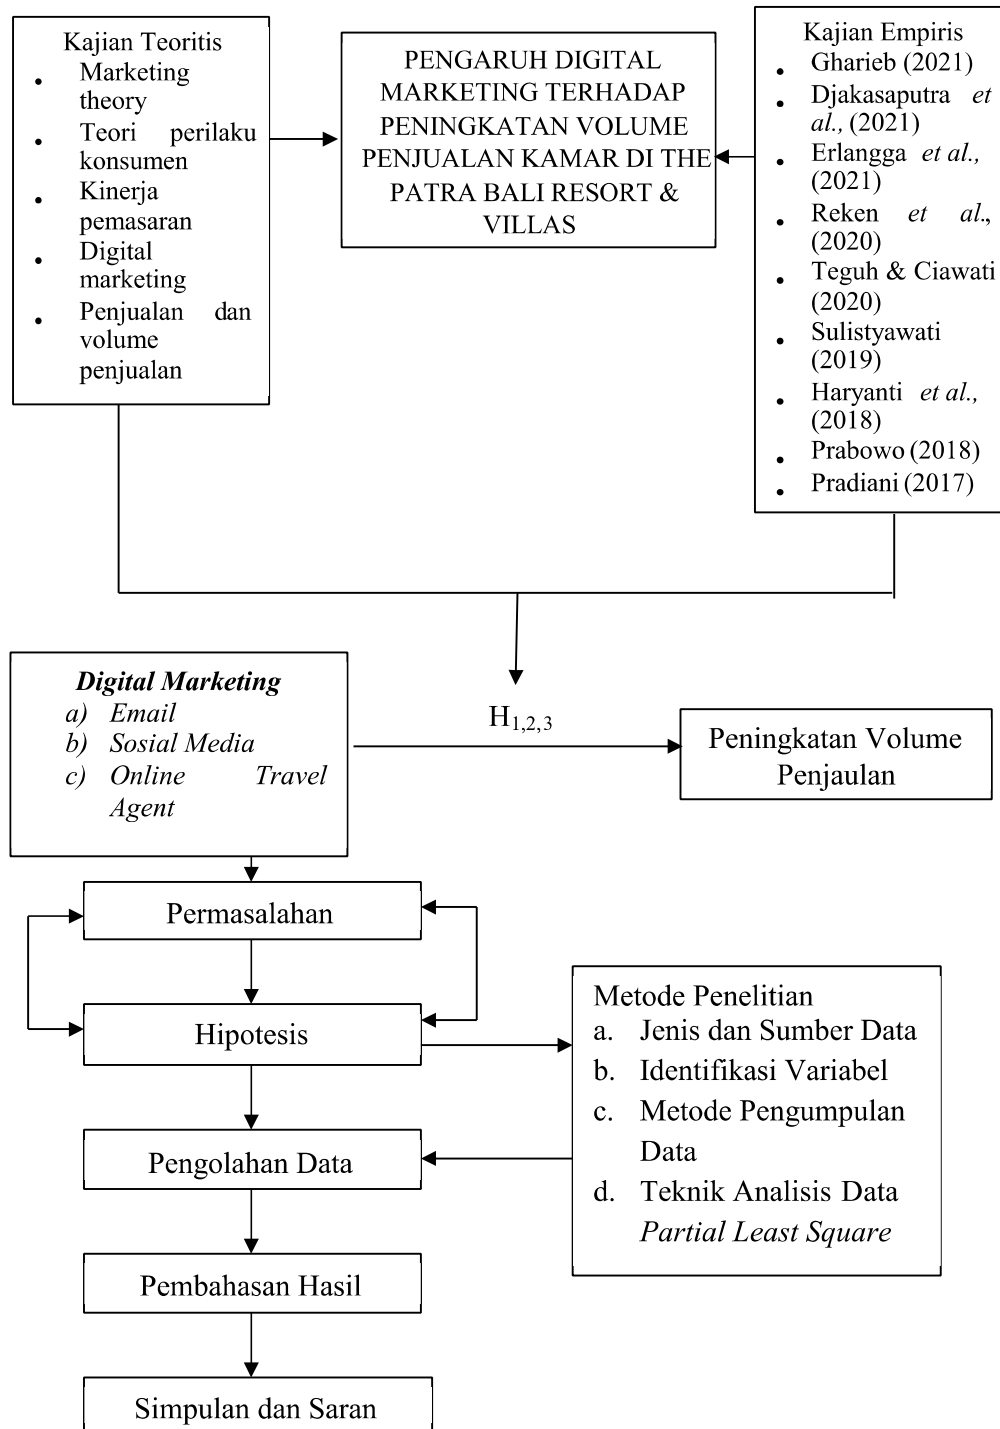 Kajian Teoritis
• Marketing
theory
• Teori perilaku
konsumen
• Kinerja
pemasaran
• Digital
marketing
• Penjualan dan
volume
penjualan
PENGARUH DIGITAL
MARKETING TERHADAP
PENINGKATAN VOLUME
PENJUALAN KAMAR DI THE
PATRA BALI RESORT &
VILLAS
Kajian Empiris
• Gharieb (2021)
• Djakasaputra et
al., (2021)
• Erlangga et al.,
(2021)
• Reken et al.,
(2020)
• Teguh & Ciawati
(2020)
• Sulistyawati
(2019)
• Haryanti et al.,
(2018)
• Prabowo (2018)
• Pradiani (2017)
Digital Marketing
a) Email
b) Sosial Media
c) Online Travel
Agent
H1,2,3
Peningkatan Volume
Penjaulan
Permasalahan
Hipotesis
Metode Penelitian
a. Jenis dan Sumber Data
b. Identifikasi Variabel
c. Metode Pengumpulan
Data
d. Teknik Analisis Data
Partial Least Square
Pengolahan Data
Pembahasan Hasil
Simpulan dan Saran